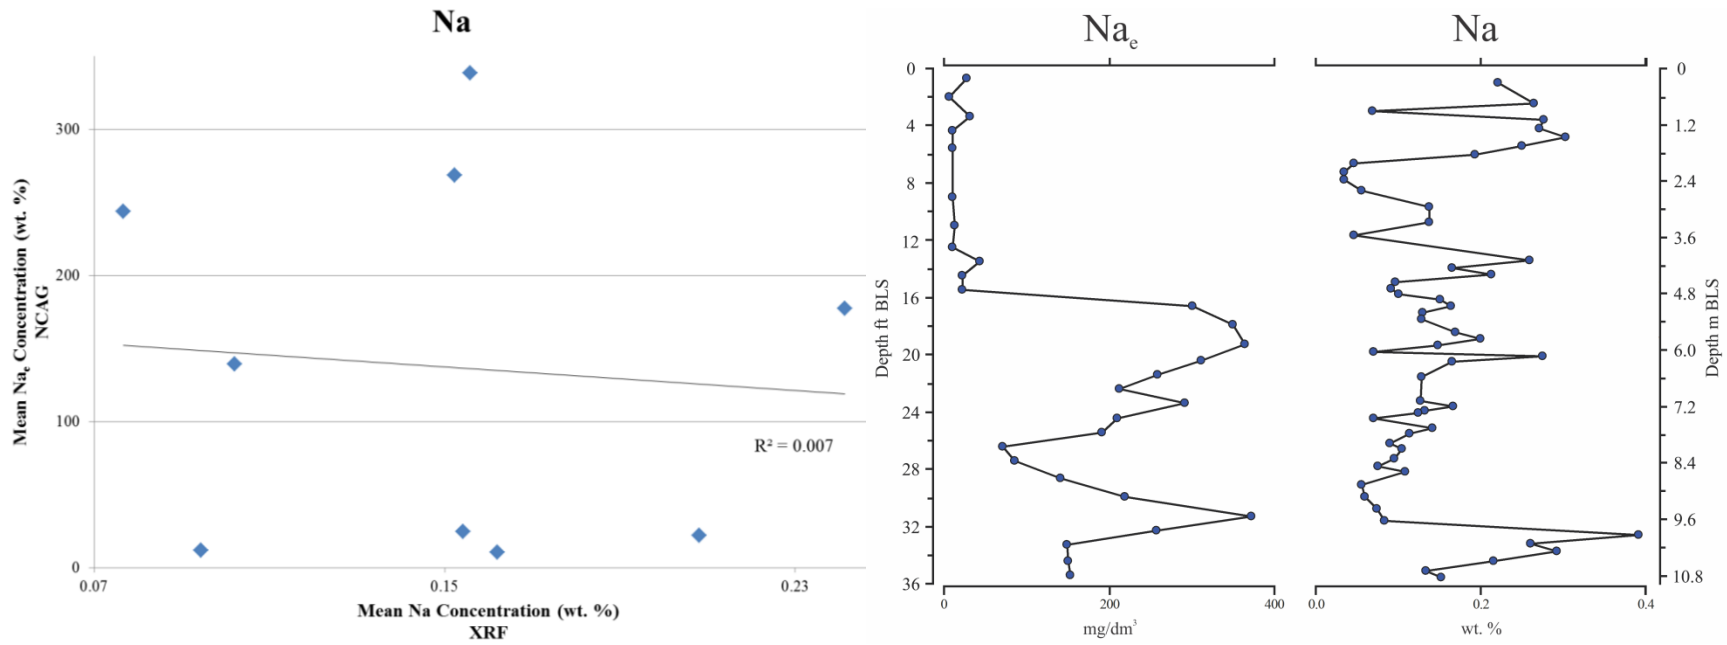 Na
Mean Naₑ Concentration (wt. %)
NCAG
300
200
100
0
R² = 0.007
0.07
0.15
0.23
Mean Na Concentration (wt. %)
XRF
Naₑ
Depth ft BLS
0
4
8
12
16
20
24
28
32
36
0
200
400
mg/dm³
Na
0
1.2
2.4
3.6
4.8
6.0
7.2
8.4
9.6
10.8
Depth m BLS
0.0
0.2
0.4
wt. %